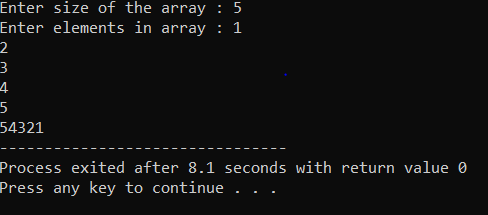 Enter size of the array : 5
Enter elements in array : 1
2
3
4
5
54321
--------------------------------
Process exited after 8.1 seconds with return value 0
Press any key to continue . . .